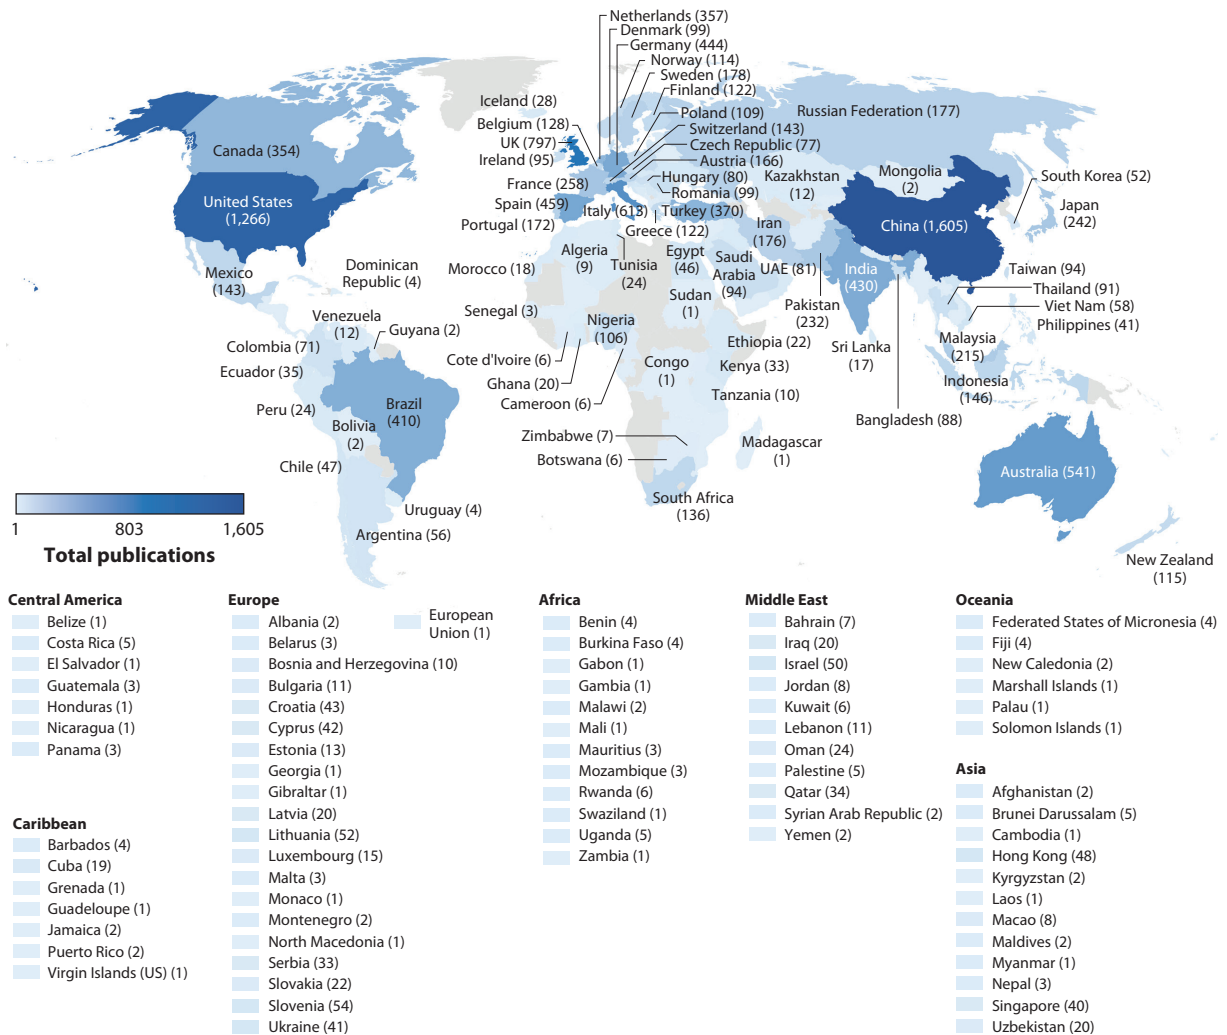 Netherlands (357)
Denmark (99)
Germany (444)
Norway (114)
Sweden (178)
Finland (122)
Iceland (28)
Russian Federation (177)
Poland (109)
Belgium (128)
Switzerland (143)
UK (797)
Czech Republic (77)
Canada (354)
Ireland (95)
Austria (166)
Mongolia
(2)
Hungary (80)
Kazakhstan
(12)
South Korea (52)
France (258)
Romania (99)
United States
(1,266)
Spain (459)
Italy (613)
Turkey (370)
Japan
(242)
Portugal (172)
Greece (122)
Iran
(176)
China (1,605)
Algeria
(9)
Tunisia
(24)
Egypt
(46)
Saudi
Arabia
(94)
Mexico
(143)
Dominican
Republic (4)
Morocco (18)
UAE (81)
India
(430)
Taiwan (94)
Thailand (91)
Sudan
(1)
Pakistan
(232)
Viet Nam (58)
Philippines (41)
Venezuela
(12)
Guyana (2)
Senegal (3)
Nigeria
(106)
Ethiopia (22)
Sri Lanka
(17)
Malaysia
(215)
Colombia (71)
Cote d'Ivoire (6)
Congo
(1)
Kenya (33)
Ecuador (35)
Ghana (20)
Indonesia
(146)
Tanzania (10)
Peru (24)
Brazil
(410)
Cameroon (6)
Bangladesh (88)
Bolivia
(2)
Zimbabwe (7)
Madagascar
(1)
Chile (47)
Botswana (6)
Australia (541)
South Africa
(136)
Uruguay (4)
Argentina (56)
New Zealand
(115)
1 803 1,605
Total publications
Central America
Belize (1)
Costa Rica (5)
El Salvador (1)
Guatemala (3)
Honduras (1)
Nicaragua (1)
Panama (3)
Caribbean
Barbados (4)
Cuba (19)
Grenada (1)
Guadeloupe (1)
Jamaica (2)
Puerto Rico (2)
Virgin Islands (US) (1)
Europe
Albania (2)
Belarus (3)
Bosnia and Herzegovina (10)
Bulgaria (11)
Croatia (43)
Cyprus (42)
Estonia (13)
Georgia (1)
Gibraltar (1)
Latvia (20)
Lithuania (52)
Luxembourg (15)
Malta (3)
Monaco (1)
Montenegro (2)
North Macedonia (1)
Serbia (33)
Slovakia (22)
Slovenia (54)
Ukraine (41)
European
Union (1)
Africa
Benin (4)
Burkina Faso (4)
Gabon (1)
Gambia (1)
Malawi (2)
Mali (1)
Mauritius (3)
Mozambique (3)
Rwanda (6)
Swaziland (1)
Uganda (5)
Zambia (1)
Middle East
Bahrain (7)
Iraq (20)
Israel (50)
Jordan (8)
Kuwait (6)
Lebanon (11)
Oman (24)
Palestine (5)
Qatar (34)
Syrian Arab Republic (2)
Yemen (2)
Oceania
Federated States of Micronesia (4)
Fiji (4)
New Caledonia (2)
Marshall Islands (1)
Palau (1)
Solomon Islands (1)
Asia
Afghanistan (2)
Brunei Darussalam (5)
Cambodia (1)
Hong Kong (48)
Kyrgyzstan (2)
Laos (1)
Macao (8)
Maldives (2)
Myanmar (1)
Nepal (3)
Singapore (40)
Uzbekistan (20)